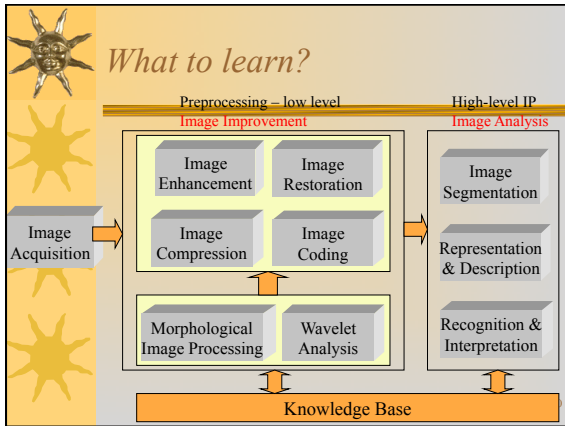 What to learn?
Preprocessing – low level
Image Improvement
High-level IP
Image Analysis
Image
Enhancement
Image
Restoration
Image
Compression
Image
Coding
Image
Acquisition
Morphological
Image Processing
Wavelet
Analysis
Image
Segmentation
Representation
& Description
Recognition &
Interpretation
Knowledge Base